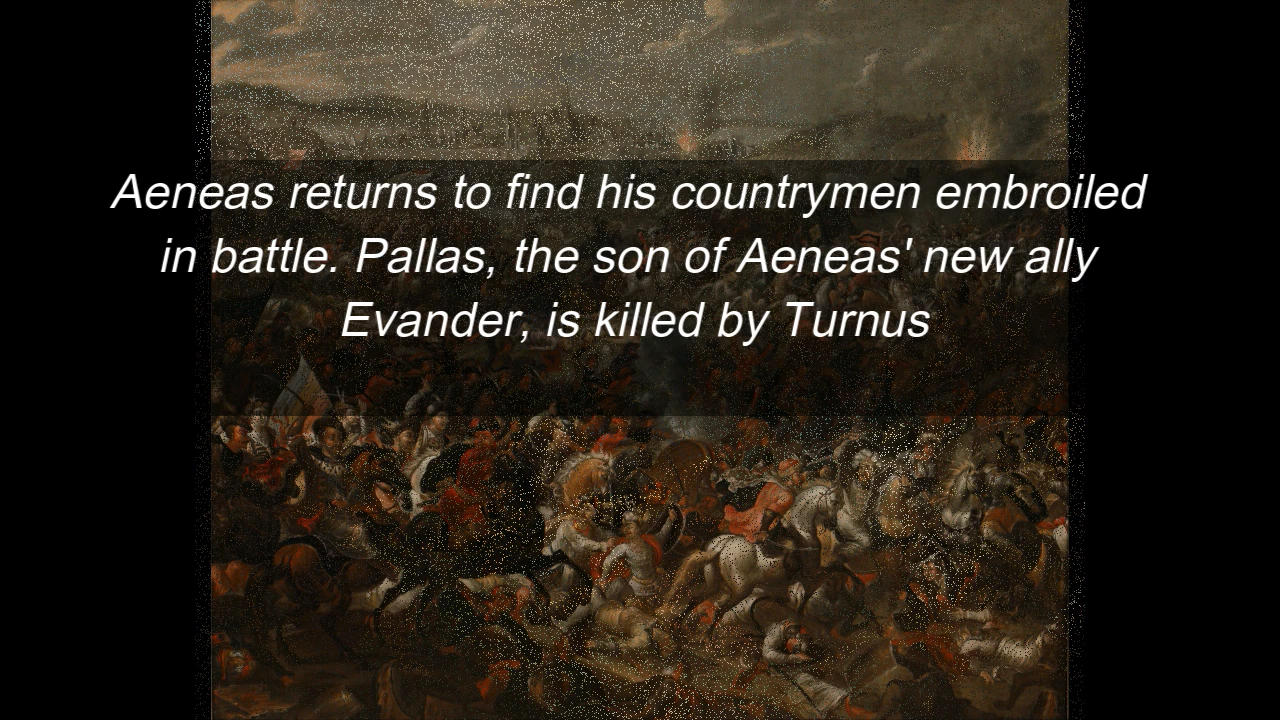 Aeneas returns to find his countrymen embroiled
in battle. Pallas, the son of Aeneas' new ally
Evander, is killed by Turnus